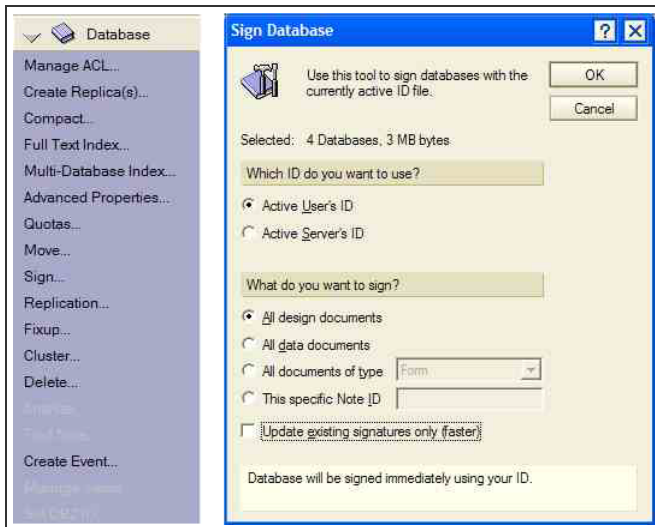 Database
Manage ACL...
Create Replica(s)...
Compact...
Full Text Index...
Multi-Database Index...
Advanced Properties...
Quotas...
Move...
Sign...
Replication...
Fixup...
Cluster...
Delete...
Analyze...
Find Note...
Create Event...
Sign Database
Use this tool to sign databases with the
currently active ID file.
OK
Cancel
Selected: 4 Databases, 3 MB bytes
Which ID do you want to use?
Active User's ID
Active Server's ID
What do you want to sign?
All design documents
All data documents
All documents of type Form
This specific Note ID
Update existing signatures only (faster)
Database will be signed immediately using your ID.